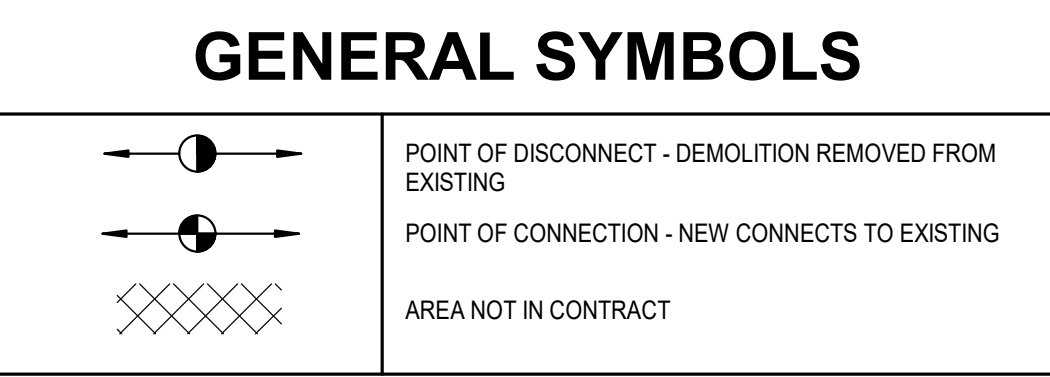 GENERAL SYMBOLS
POINT OF DISCONNECT - DEMOLITION REMOVED FROM
EXISTING
POINT OF CONNECTION - NEW CONNECTS TO EXISTING
AREA NOT IN CONTRACT